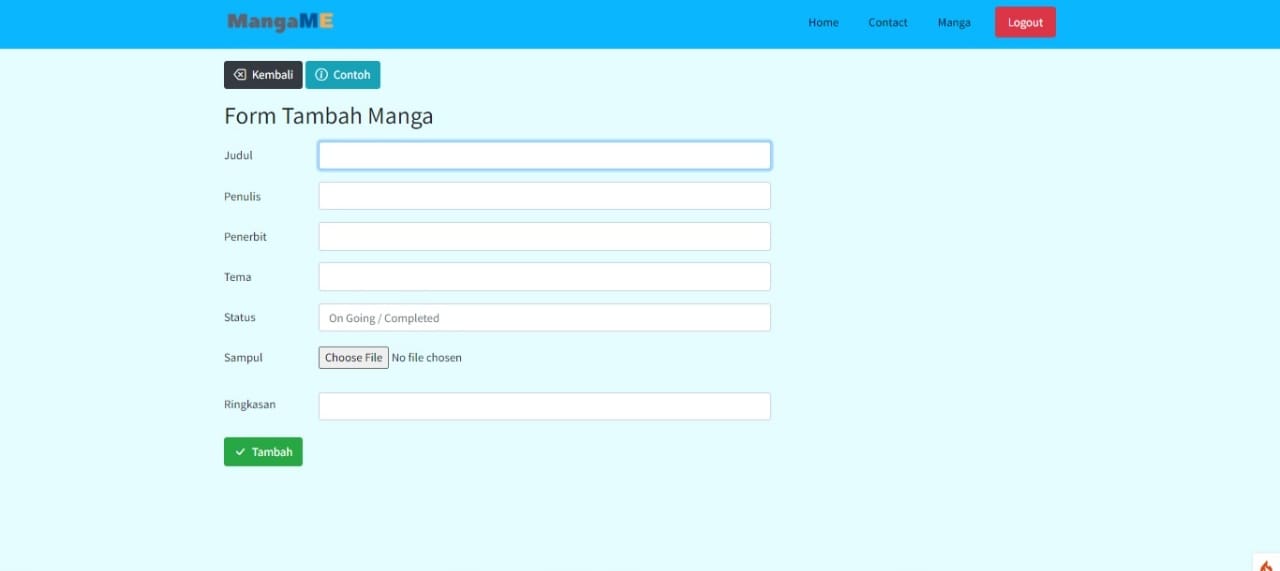 MangaME
Home Contact Manga Logout
Kembali Contoh
Form Tambah Manga
Judul
Penulis
Penerbit
Tema
Status On Going / Completed
Sampul Choose File No file chosen
Ringkasan
Tambah